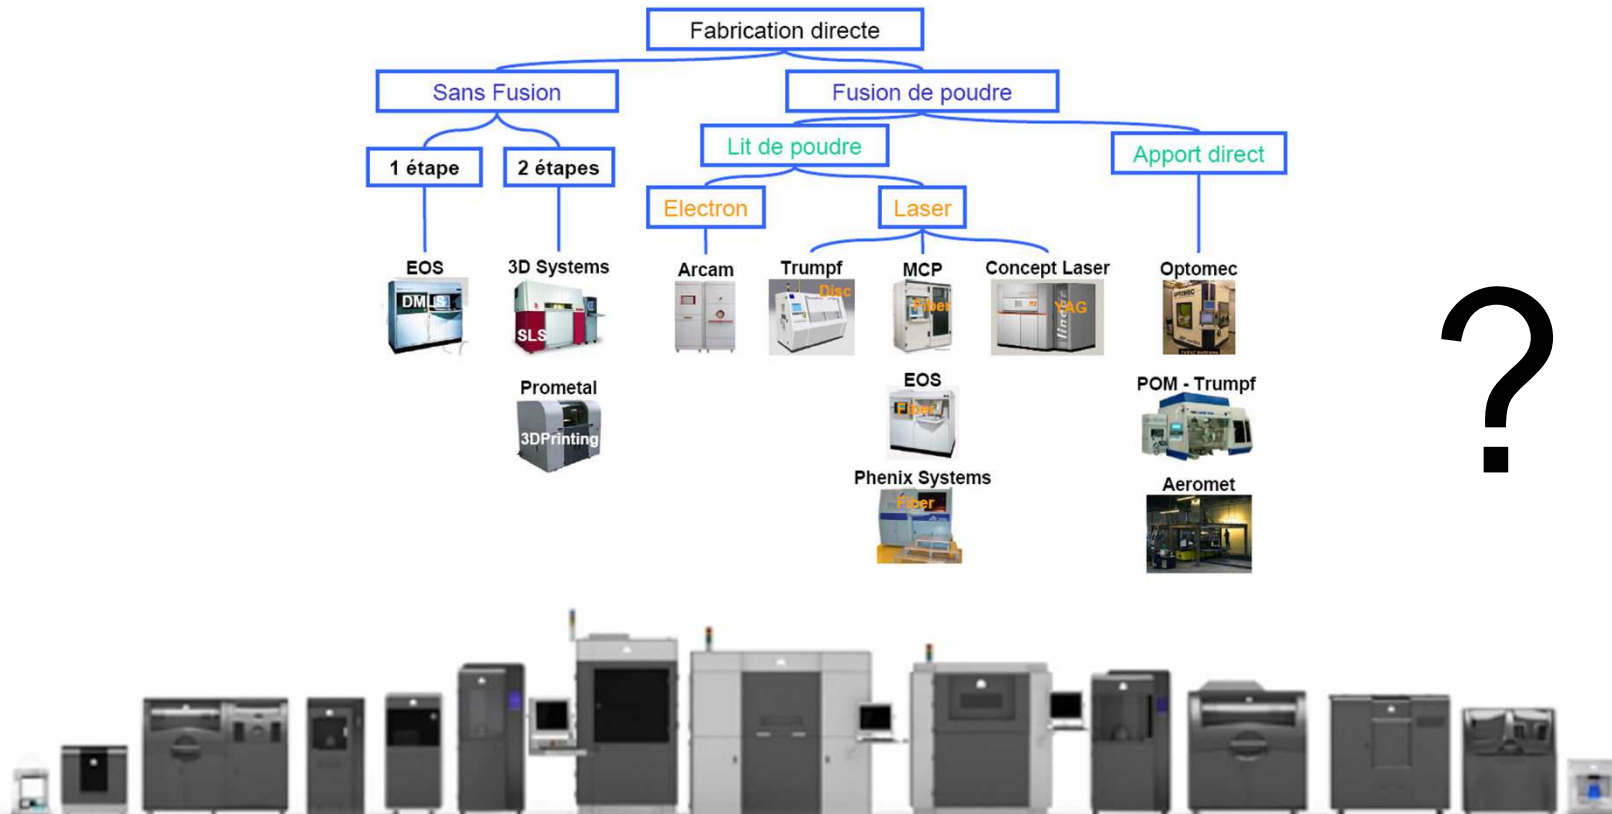 Fabrication directe
Sans Fusion
Fusion de poudre
Lit de poudre
Apport direct
1 étape
2 étapes
Electron
Laser
EOS
3D Systems
Arcam
Trumpf
MCP
Concept Laser
Optomec
DMLS
SLS
Disc
Fiber
YAG
liner
OPTOMEC
Prometal
3DPrinting
EOS
Fiber
POM - Trumpf
Phenix Systems
Fiber
Aeromet
?